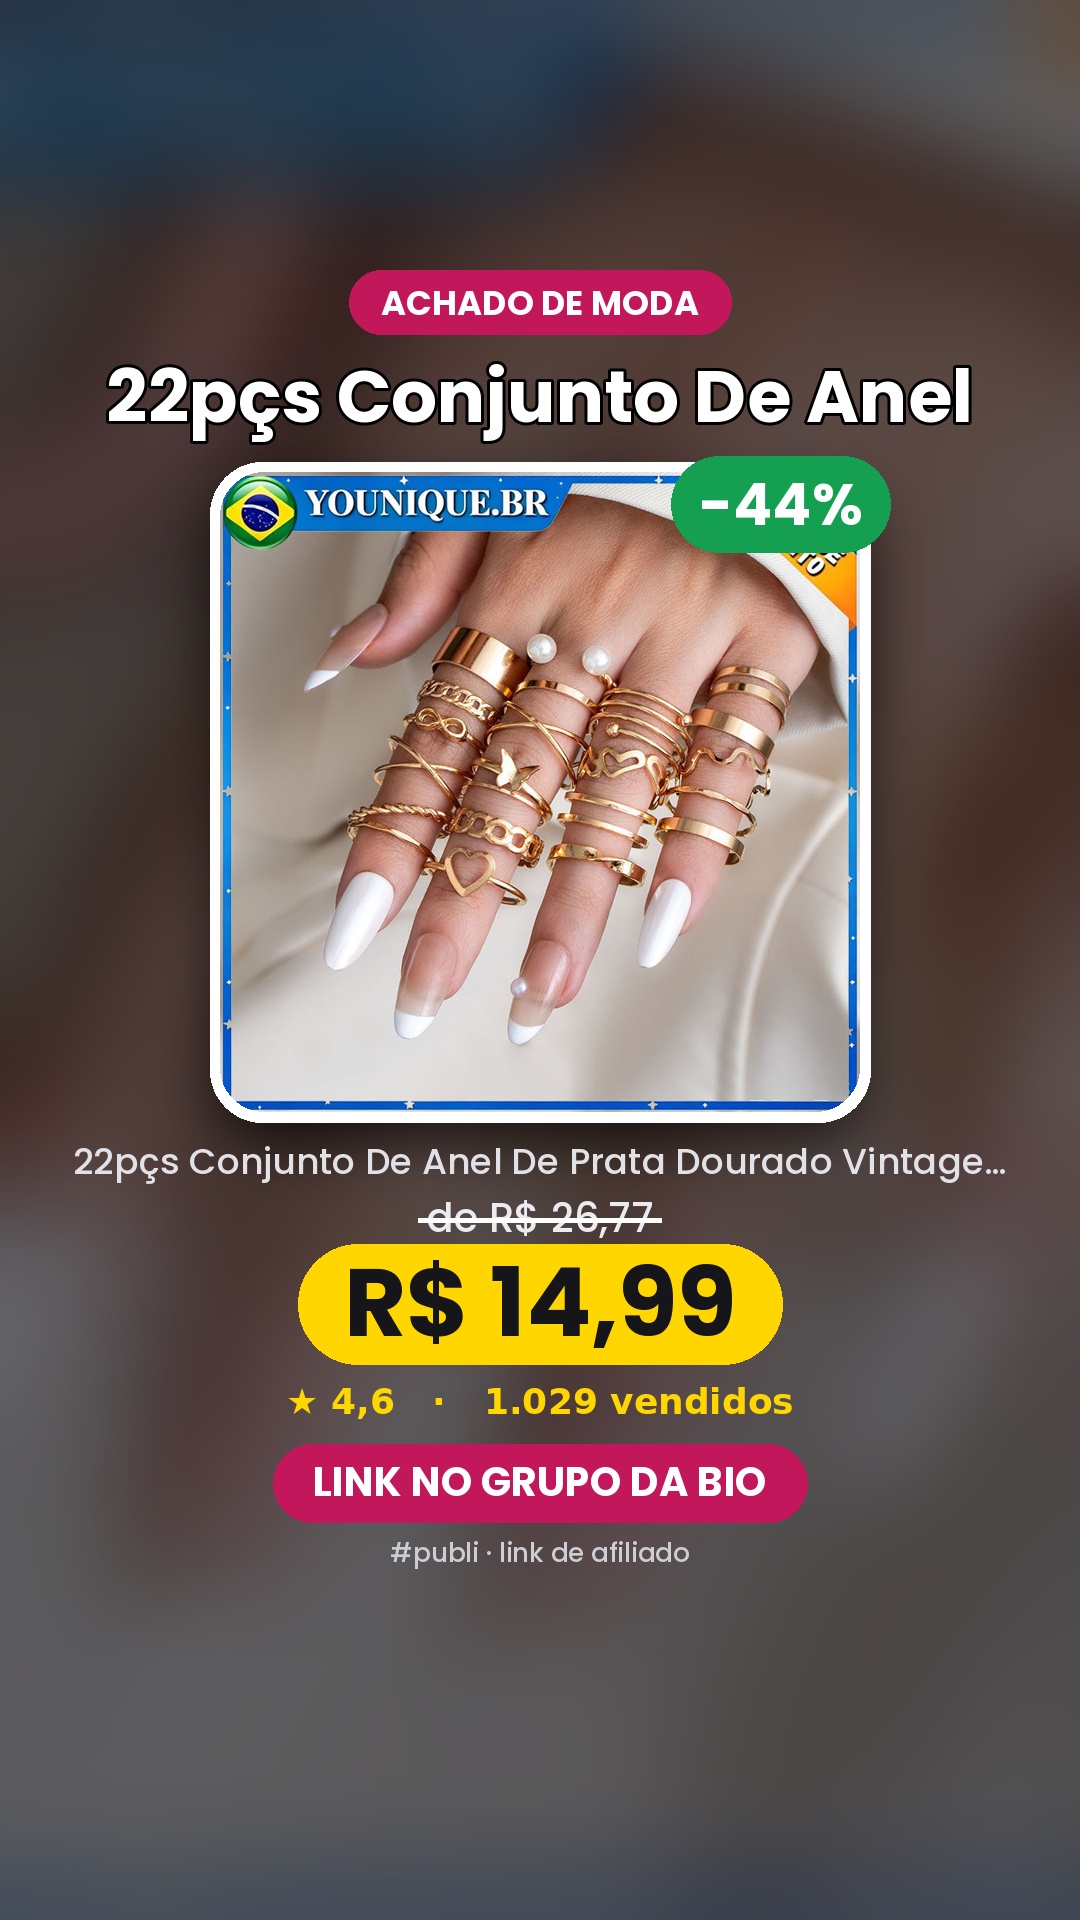 ACHADO DE MODA
22pçs Conjunto De Anel
YOUNIQUE.BR
-44%
22pçs Conjunto De Anel De Prata Dourado Vintage...
de R$ 26,77
R$ 14,99
★ 4,6 · 1.029 vendidos
LINK NO GRUPO DA BIO
#publi · link de afiliado